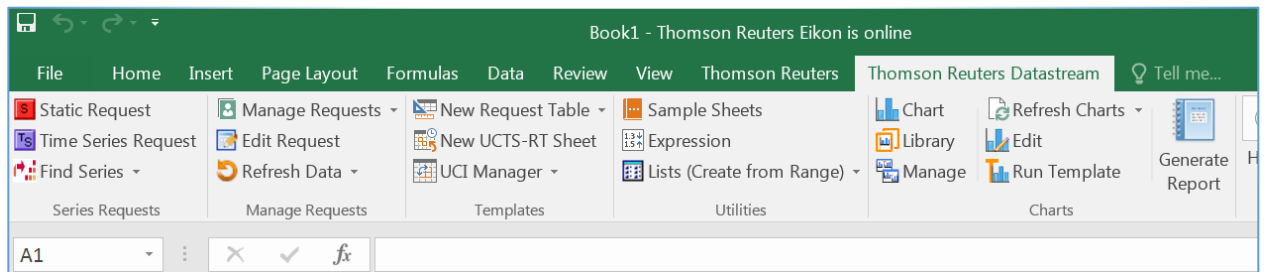 Book1 - Thomson Reuters Eikon is online
File Home Insert Page Layout Formulas Data Review View Thomson Reuters Thomson Reuters Datastream Tell me...
S Static Request Manage Requests New Request Table Sample Sheets Chart Refresh Charts
Ts Time Series Request Edit Request New UCTS-RT Sheet Expression Library Edit
Find Series Refresh Data UCI Manager Lists (Create from Range) Manage Run Template
Generate
Report
H
Series Requests Manage Requests Templates Utilities Charts
A1 fx